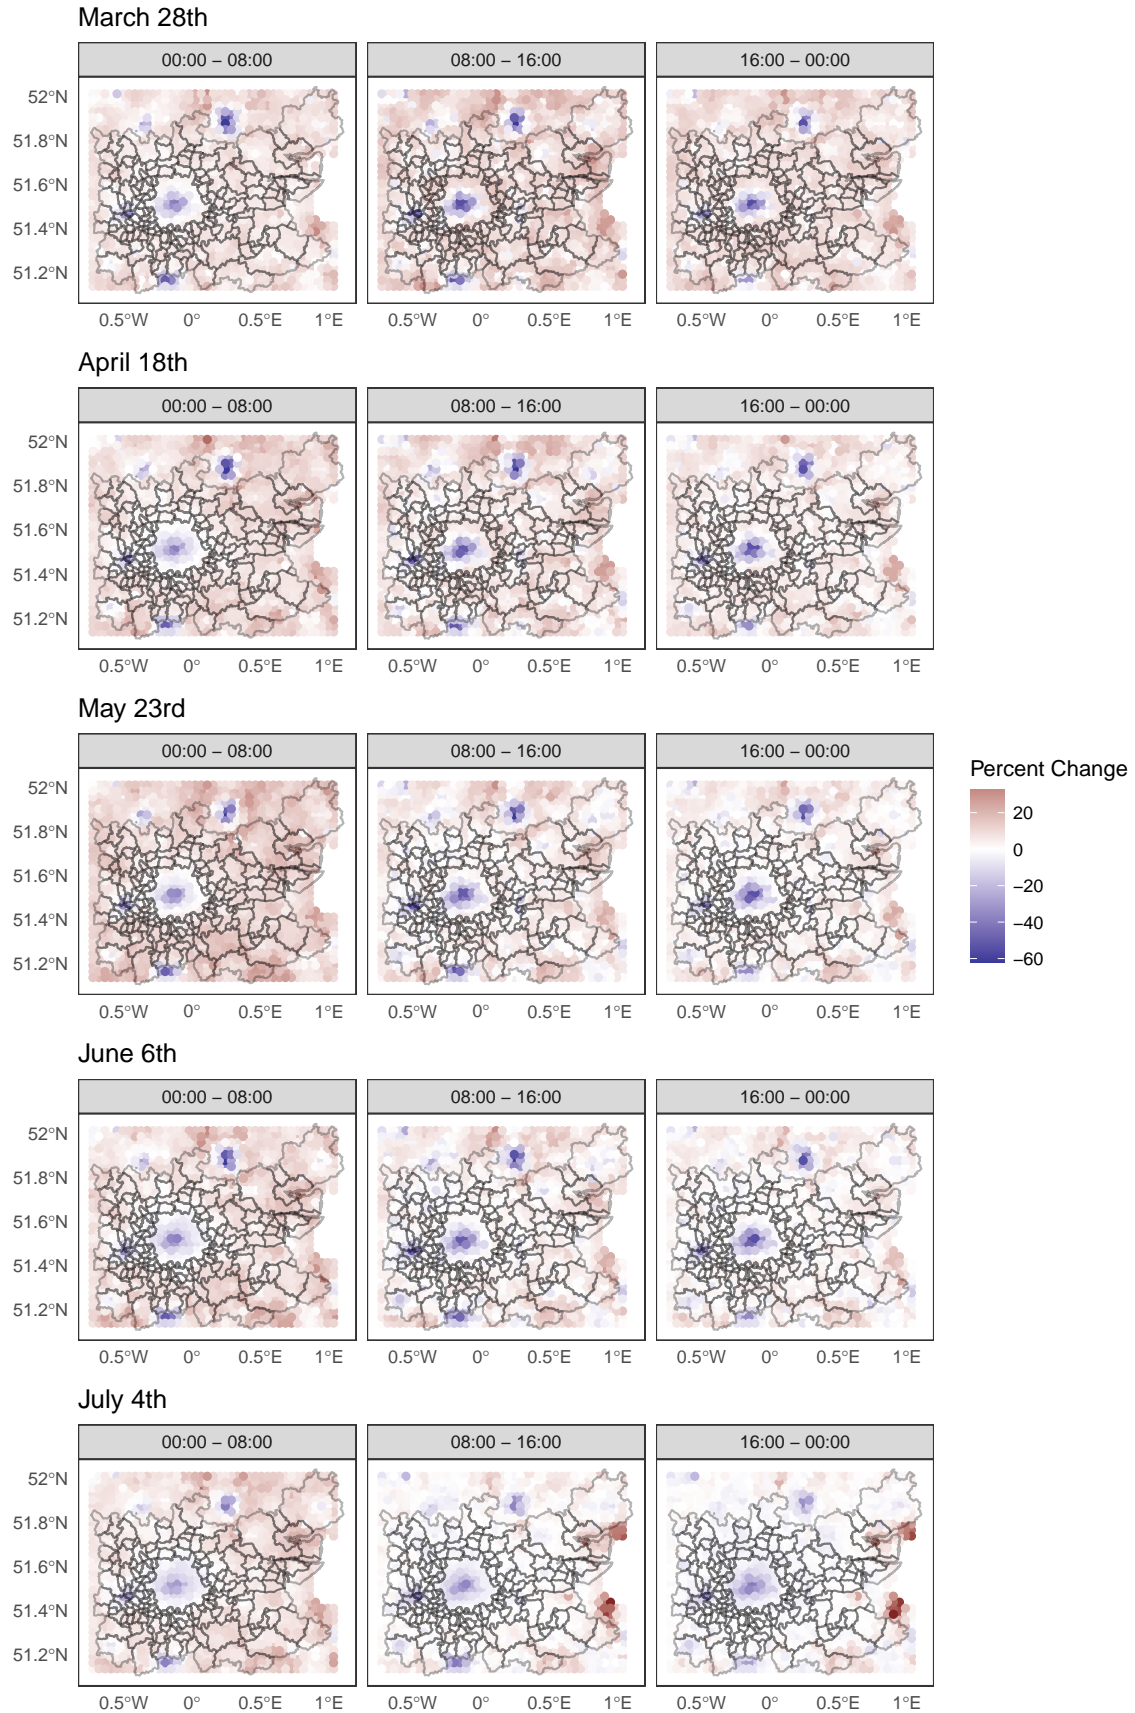 March 28th
00:00 − 08:00 08:00 − 16:00 16:00 − 00:00
52°N
51.8°N
51.6°N
51.4°N
51.2°N
0.5°W 0° 0.5°E 1°E 0.5°W 0° 0.5°E 1°E 0.5°W 0° 0.5°E 1°E
April 18th
00:00 − 08:00 08:00 − 16:00 16:00 − 00:00
52°N
51.8°N
51.6°N
51.4°N
51.2°N
0.5°W 0° 0.5°E 1°E 0.5°W 0° 0.5°E 1°E 0.5°W 0° 0.5°E 1°E
May 23rd
00:00 − 08:00 08:00 − 16:00 16:00 − 00:00
52°N
51.8°N
51.6°N
51.4°N
51.2°N
0.5°W 0° 0.5°E 1°E 0.5°W 0° 0.5°E 1°E 0.5°W 0° 0.5°E 1°E
Percent Change
20
0
−20
−40
−60
June 6th
00:00 − 08:00 08:00 − 16:00 16:00 − 00:00
52°N
51.8°N
51.6°N
51.4°N
51.2°N
0.5°W 0° 0.5°E 1°E 0.5°W 0° 0.5°E 1°E 0.5°W 0° 0.5°E 1°E
July 4th
00:00 − 08:00 08:00 − 16:00 16:00 − 00:00
52°N
51.8°N
51.6°N
51.4°N
51.2°N
0.5°W 0° 0.5°E 1°E 0.5°W 0° 0.5°E 1°E 0.5°W 0° 0.5°E 1°E